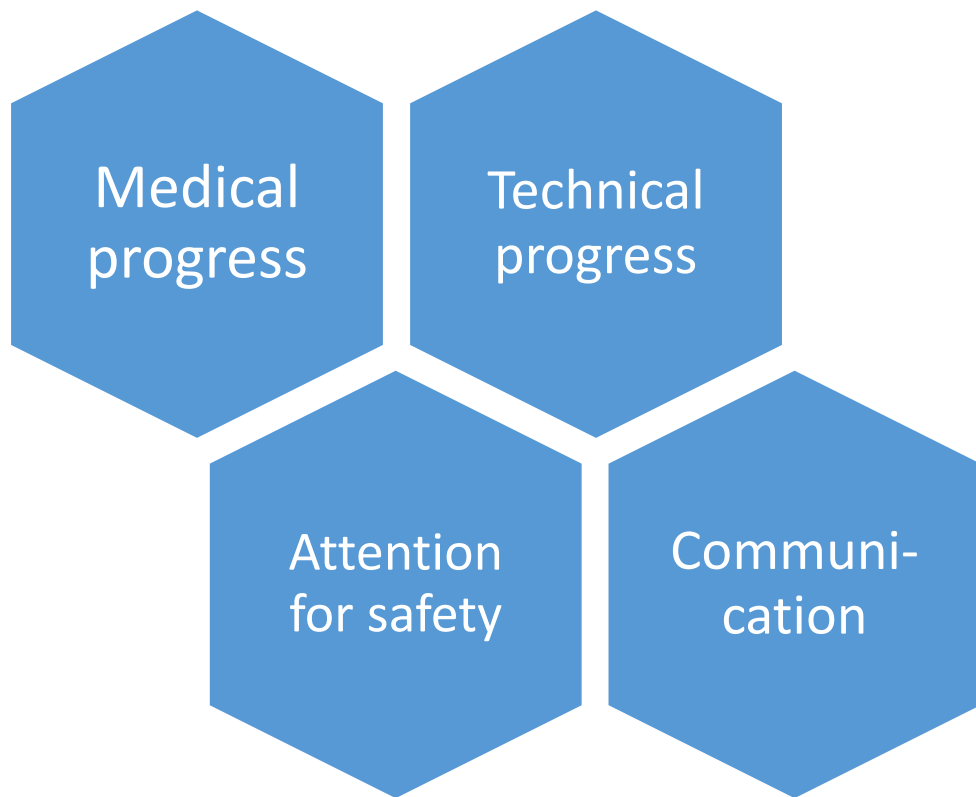 Medical
progress
Technical
progress
Attention
for safety
Communi-
cation